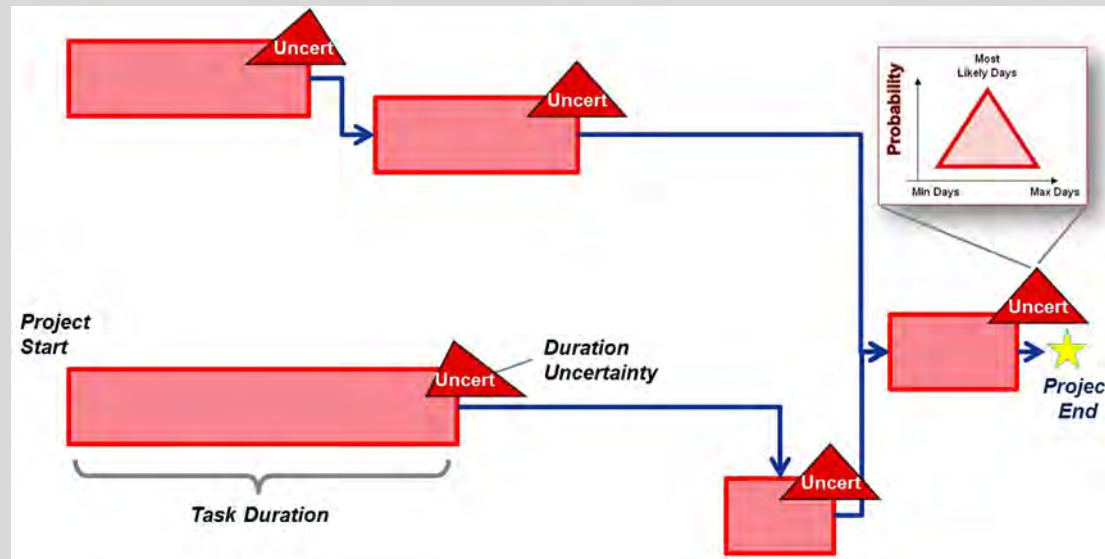 Uncert
Uncert
Most
Likely Days
Probability
Min Days
Max Days
Uncert
Project
Start
Uncert
Duration
Uncertainty
Projec
End
Task Duration
Uncert